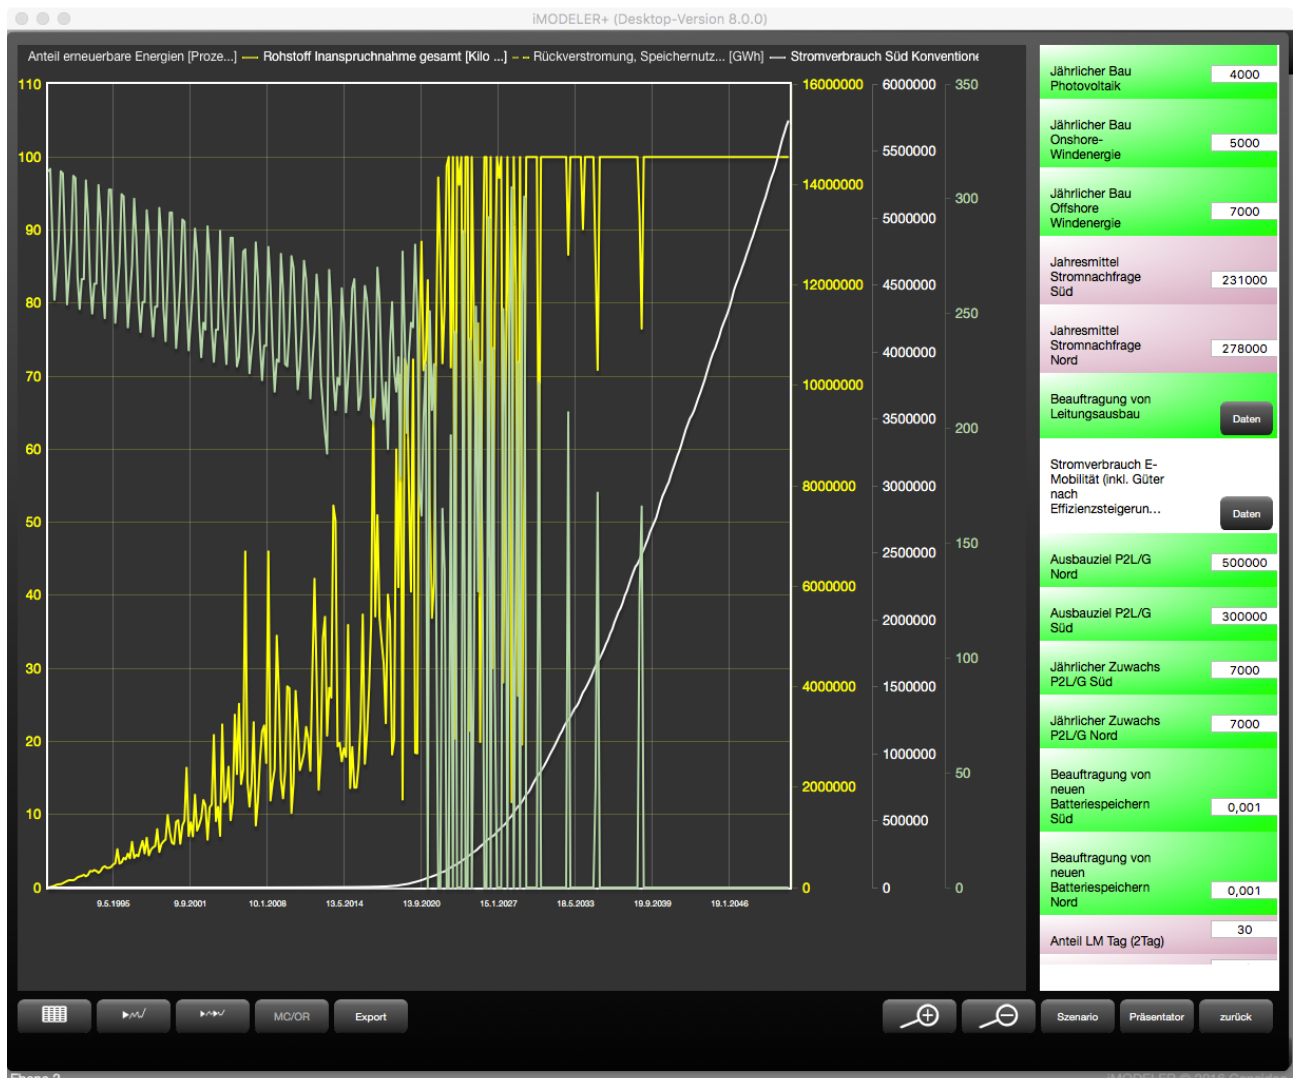 iMODELER+ (Desktop-Version 8.0.0)
Anteil erneuerbare Energien [Proze...] — Rohstoff Inanspruchnahme gesamt [Kilo ...] – – Rückverstromung, Speichernutz... [GWh] — Stromverbrauch Süd Konventione
110 16000000 6000000 350
100 5500000
14000000 300
90 5000000
80 12000000 4500000 250
4000000
70 10000000
3500000 200
60
8000000 3000000
50 150
2500000
40 6000000
2000000
30 100
4000000 1500000
20
1000000
2000000 50
10 500000
0 0 0 0
9.5.1995 9.9.2001 10.1.2008 13.5.2014 13.9.2020 15.1.2027 18.5.2033 19.9.2039 19.1.2046
Jährlicher Bau
Photovoltaik
4000
Jährlicher Bau
Onshore-
Windenergie
5000
Jährlicher Bau
Offshore
Windenergie
7000
Jahresmittel
Stromnachfrage
Süd
231000
Jahresmittel
Stromnachfrage
Nord
278000
Beauftragung von
Leitungsausbau
Daten
Stromverbrauch E-
Mobilität (inkl. Güter
nach
Effizienzsteigerun...
Daten
Ausbauziel P2L/G
Nord
500000
Ausbauziel P2L/G
Süd
300000
Jährlicher Zuwachs
P2L/G Süd
7000
Jährlicher Zuwachs
P2L/G Nord
7000
Beauftragung von
neuen
Batteriespeichern
Süd
0,001
Beauftragung von
neuen
Batteriespeichern
Nord
0,001
Anteil LM Tag (2Tag)
30
MC/OR
Export
Szenario
Präsentator
zurück